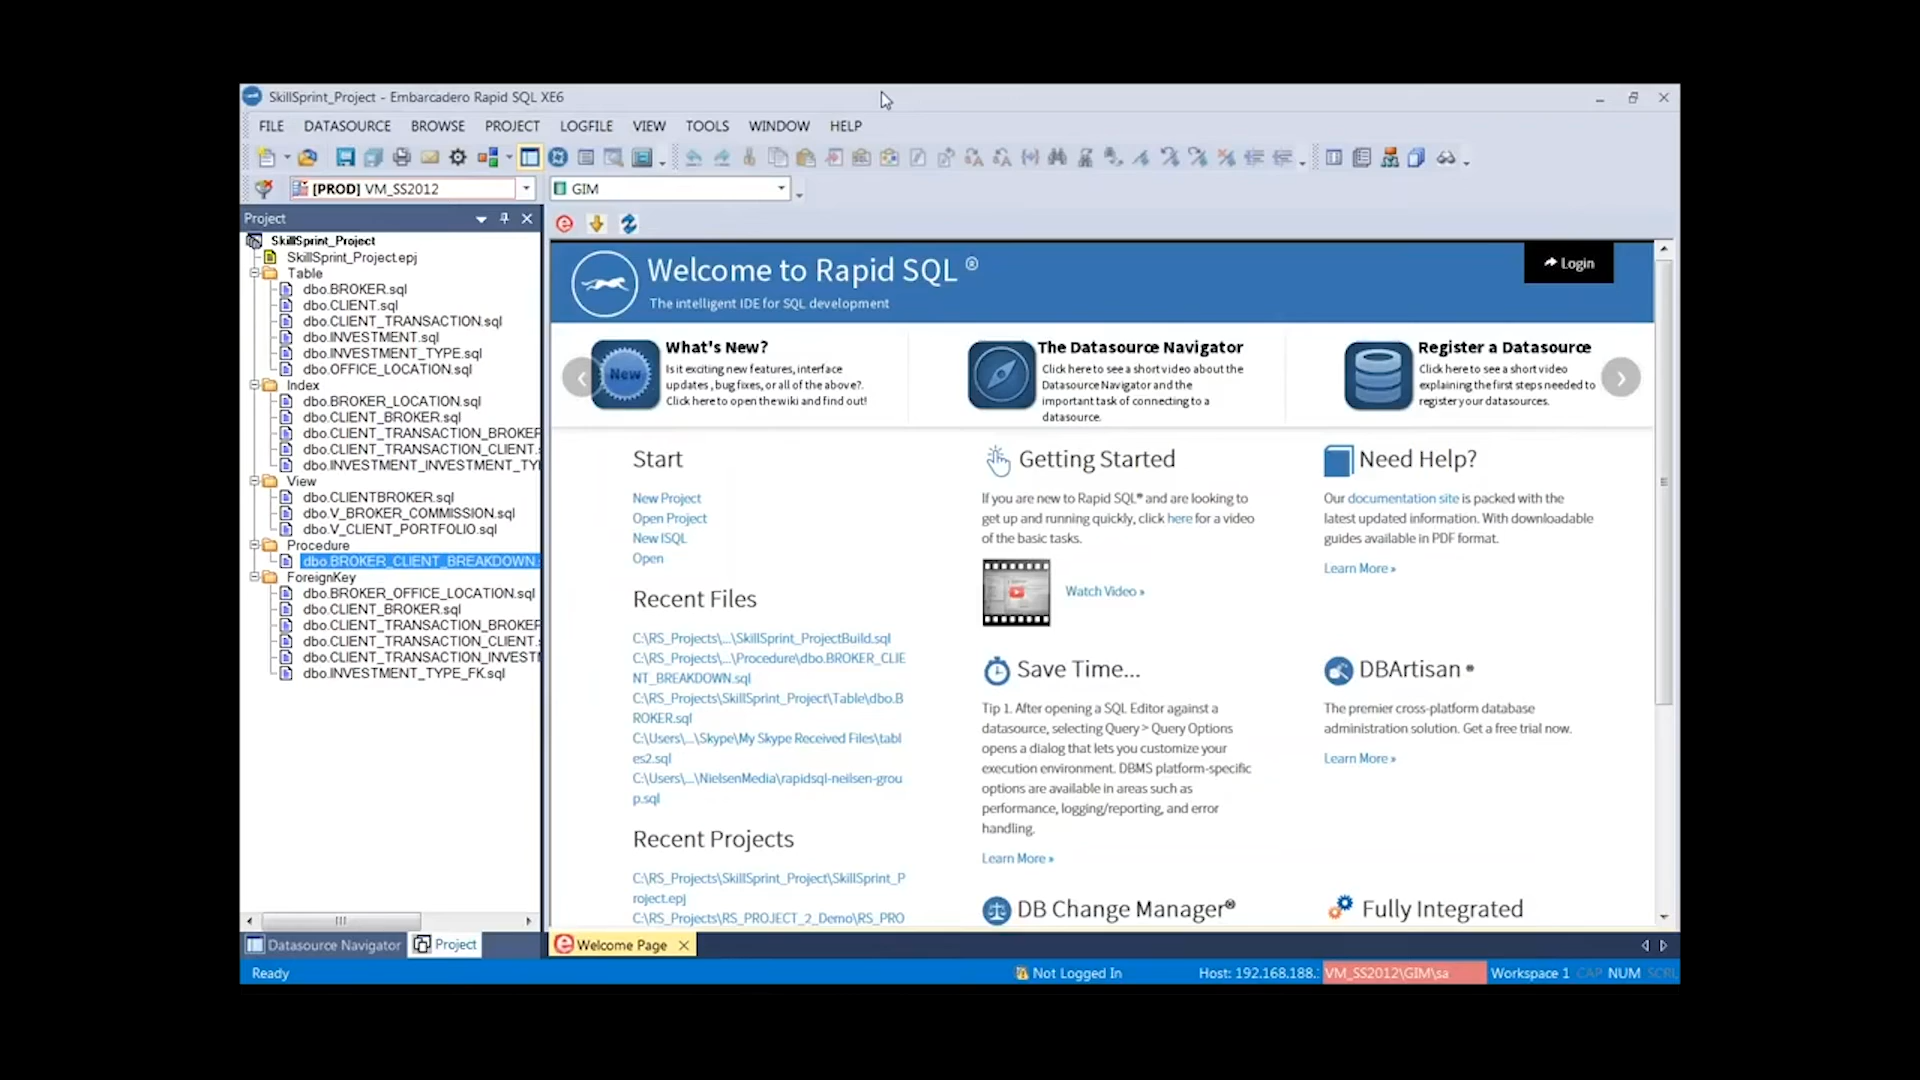 SkillSprint_Project - Embarcadero Rapid SQL XE6
FILE DATASOURCE BROWSE PROJECT LOGFILE VIEW TOOLS WINDOW HELP
[PROD] VM_SS2012
GIM
Project
SkillSprint_Project
SkillSprint_Project.epj
Table
dbo.BROKER.sql
dbo.CLIENT.sql
dbo.CLIENT_TRANSACTION.sql
dbo.INVESTMENT.sql
dbo.INVESTMENT_TYPE.sql
dbo.OFFICE_LOCATION.sql
Index
dbo.BROKER_LOCATION.sql
dbo.CLIENT_BROKER.sql
dbo.CLIENT_TRANSACTION_BROKER
dbo.CLIENT_TRANSACTION_CLIENT.
dbo.INVESTMENT_INVESTMENT_TY
View
dbo.CLIENTBROKER.sql
dbo.V_BROKER_COMMISSION.sql
dbo.V_CLIENT_PORTFOLIO.sql
Procedure
dbo.BROKER_CLIENT_BREAKDOWN.
ForeignKey
dbo.BROKER_OFFICE_LOCATION.sql
dbo.CLIENT_BROKER.sql
dbo.CLIENT_TRANSACTION_BROKER
dbo.CLIENT_TRANSACTION_CLIENT.
dbo.CLIENT_TRANSACTION_INVEST
dbo.INVESTMENT_TYPE_FK.sql
Datasource Navigator
Project
Welcome to Rapid SQL ®
The intelligent IDE for SQL development
Login
New
What's New?
Is it exciting new features, interface
updates , bug fixes, or all of the above?.
Click here to open the wiki and find out!
The Datasource Navigator
Click here to see a short video about the
Datasource Navigator and the
important task of connecting to a
datasource.
Register a Datasource
Click here to see a short video
explaining the first steps needed to
register your datasources.
Start
New Project
Open Project
New ISQL
Open
Recent Files
C:\RS_Projects\...\SkillSprint_ProjectBuild.sql
C:\RS_Projects\...\Procedure\dbo.BROKER_CLIE
NT_BREAKDOWN.sql
C:\RS_Projects\SkillSprint_Project\Table\dbo.B
ROKER.sql
C:\Users\...\Skype\My Skype Received Files\tabl
es2.sql
C:\Users\...\NielsenMedia\rapidsql-neilsen-grou
p.sql
Recent Projects
C:\RS_Projects\SkillSprint_Project\SkillSprint_P
roject.epj
C:\RS_Projects\RS_PROJECT_2_Demo\RS_PRO
Getting Started
If you are new to Rapid SQL® and are looking to
get up and running quickly, click here for a video
of the basic tasks.
Watch Video »
Save Time...
Tip 1. After opening a SQL Editor against a
datasource, selecting Query > Query Options
opens a dialog that lets you customize your
execution environment. DBMS platform-specific
options are available in areas such as
performance, logging/reporting, and error
handling.
Learn More »
DB Change Manager®
Need Help?
Our documentation site is packed with the
latest updated information. With downloadable
guides available in PDF format.
Learn More »
DBArtisan ®
The premier cross-platform database
administration solution. Get a free trial now.
Learn More »
Fully Integrated
Welcome Page
Ready
Not Logged In
Host: 192.168.188.
VM_SS2012\GIM\sa
Workspace 1 CAP NUM SCRL